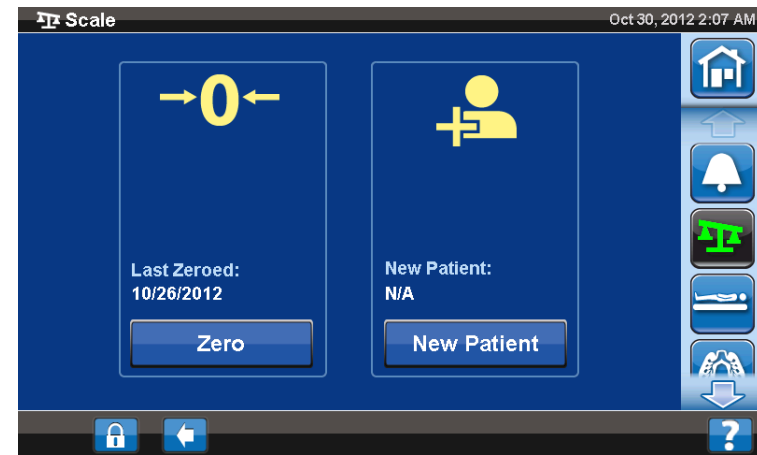 Scale
Oct 30, 2012 2:07 AM
→0←
Last Zeroed:
10/26/2012
Zero
New Patient:
N/A
New Patient
?